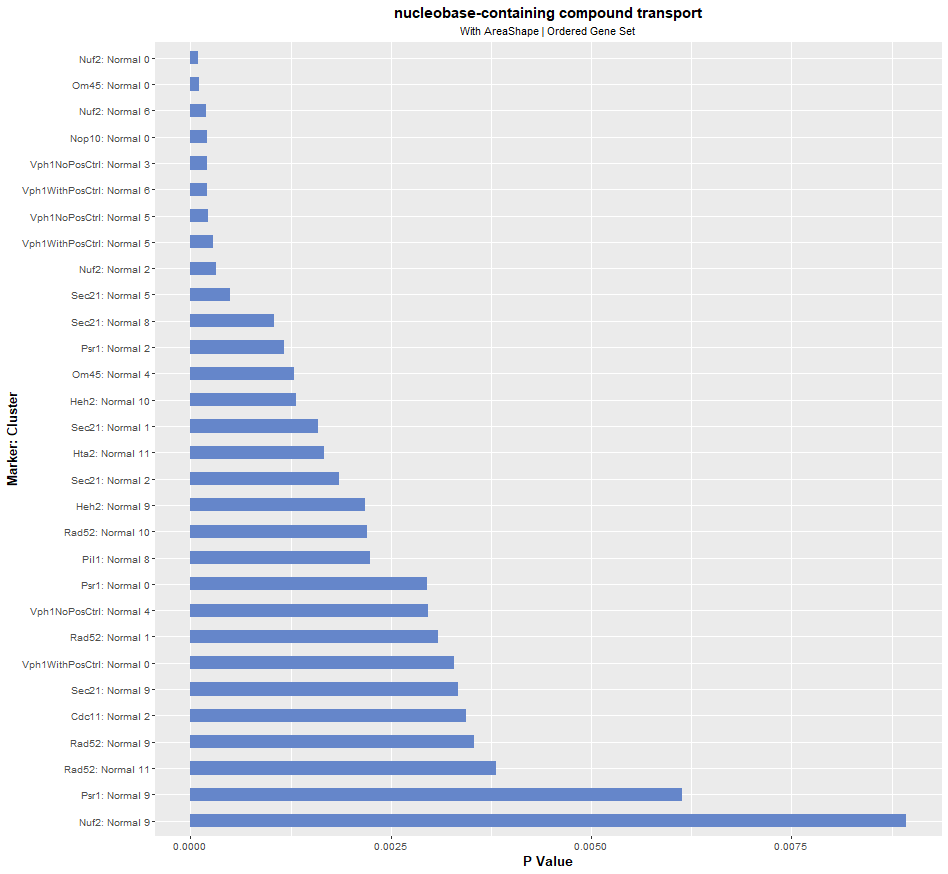 nucleobase-containing compound transport
With AreaShape | Ordered Gene Set
Marker: Cluster
Nuf2: Normal 0
Om45: Normal 0
Nuf2: Normal 6
Nop10: Normal 0
Vph1NoPosCtrl: Normal 3
Vph1WithPosCtrl: Normal 6
Vph1NoPosCtrl: Normal 5
Vph1WithPosCtrl: Normal 5
Nuf2: Normal 2
Sec21: Normal 5
Sec21: Normal 8
Psr1: Normal 2
Om45: Normal 4
Heh2: Normal 10
Sec21: Normal 1
Hta2: Normal 11
Sec21: Normal 2
Heh2: Normal 9
Rad52: Normal 10
Pil1: Normal 8
Psr1: Normal 0
Vph1NoPosCtrl: Normal 4
Rad52: Normal 1
Vph1WithPosCtrl: Normal 0
Sec21: Normal 9
Cdc11: Normal 2
Rad52: Normal 9
Rad52: Normal 11
Psr1: Normal 9
Nuf2: Normal 9
0.0000 0.0025 0.0050 0.0075
P Value